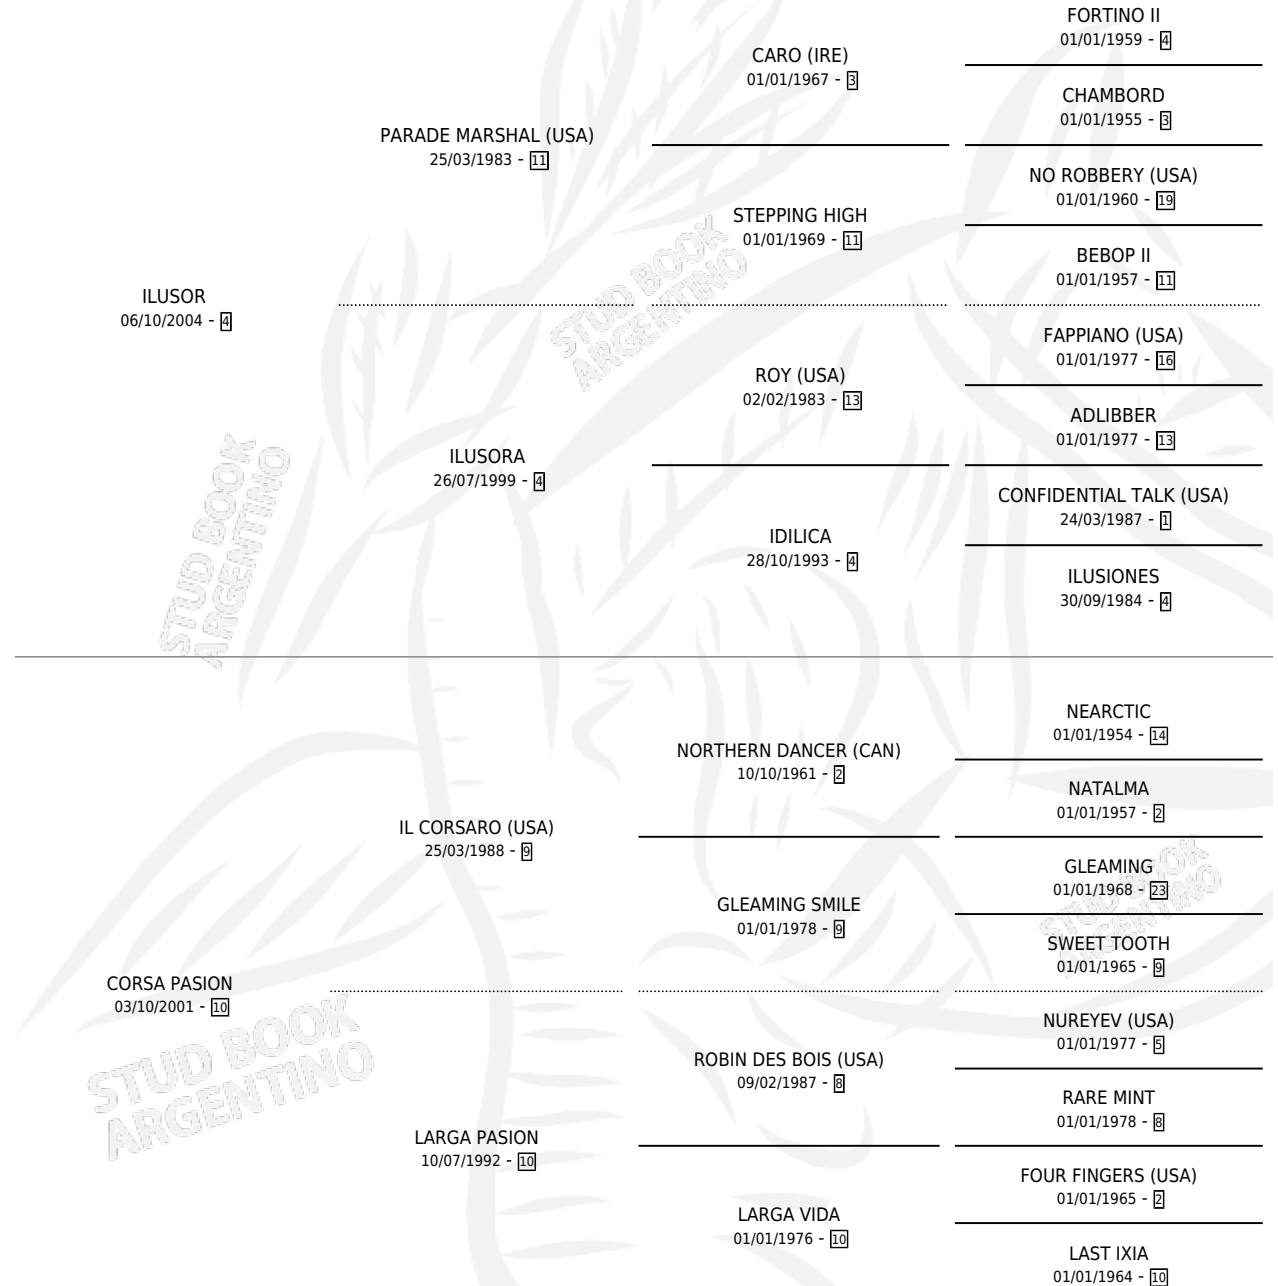 FORTINO II
01/01/1959 - 4
CARO (IRE)
01/01/1967 - 3
CHAMBORD
01/01/1955 - 3
PARADE MARSHAL (USA)
25/03/1983 - 11
NO ROBBERY (USA)
01/01/1960 - 19
STEPPING HIGH
01/01/1969 - 11
BEBOP II
01/01/1957 - 11
ILUSOR
06/10/2004 - 4
STUD BOOK
ARGENTINO
FAPPIANO (USA)
01/01/1977 - 16
ROY (USA)
02/02/1983 - 13
ADLIBBER
01/01/1977 - 13
ILUSORA
26/07/1999 - 4
CONFIDENTIAL TALK (USA)
24/03/1987 - 1
IDILICA
28/10/1993 - 4
ILUSIONES
30/09/1984 - 4
STUD BOOK
ARGENTINO
NEARCTIC
01/01/1954 - 14
NORTHERN DANCER (CAN)
10/10/1961 - 2
NATALMA
01/01/1957 - 2
IL CORSARO (USA)
25/03/1988 - 9
GLEAMING
01/01/1968 - 23
GLEAMING SMILE
01/01/1978 - 9
STUD BOOK
ARGENTINO
SWEET TOOTH
01/01/1965 - 9
CORSA PASION
03/10/2001 - 10
NUREYEV (USA)
01/01/1977 - 5
ROBIN DES BOIS (USA)
09/02/1987 - 8
RARE MINT
01/01/1978 - 8
STUD BOOK
ARGENTINO
LARGA PASION
10/07/1992 - 10
FOUR FINGERS (USA)
01/01/1965 - 2
LARGA VIDA
01/01/1976 - 10
LAST IXIA
01/01/1964 - 10